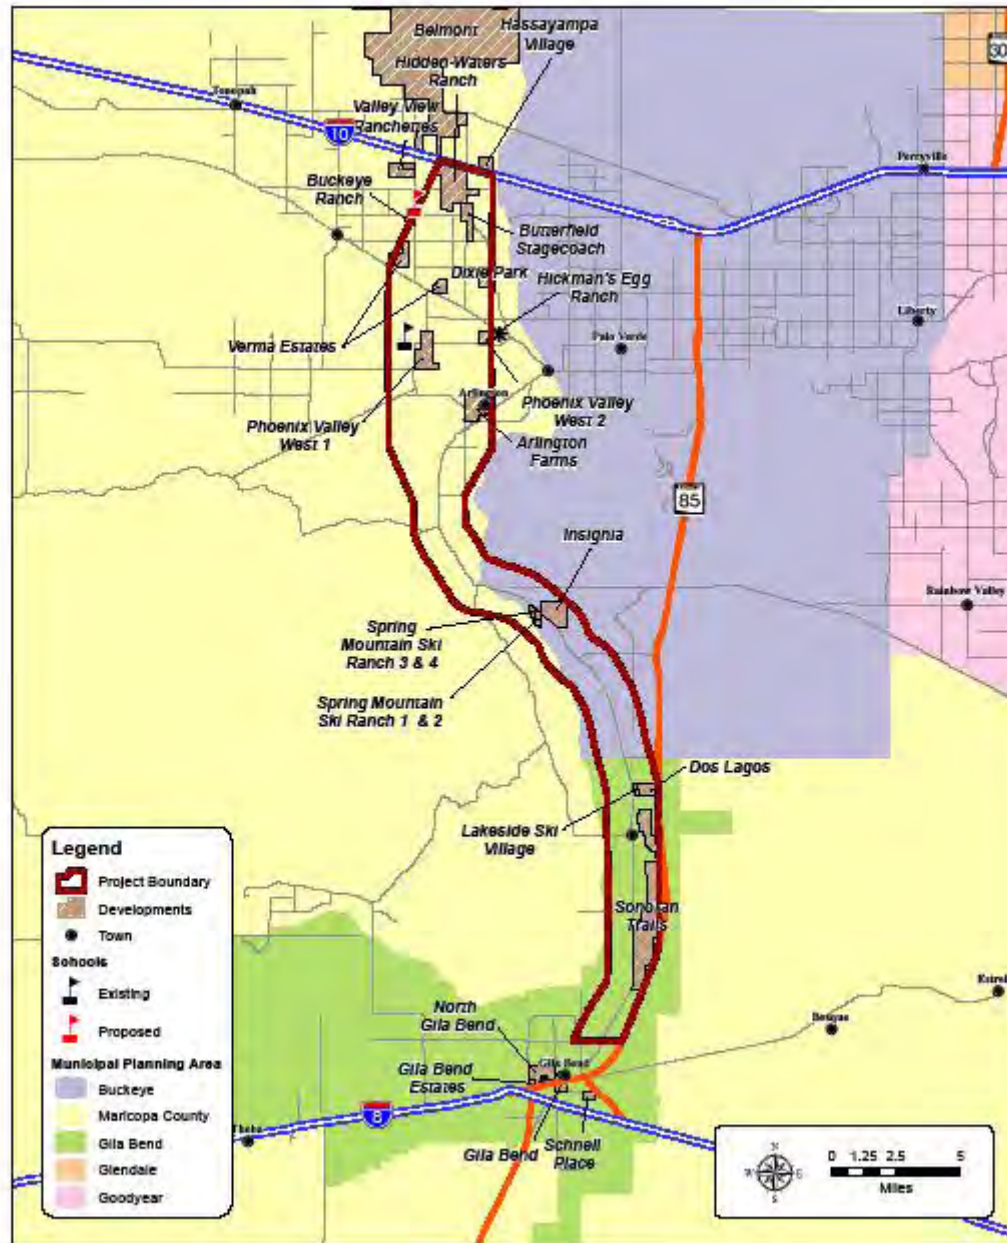 Belmont
Hassayampa
Village
Hidden Waters
Ranch
30
Tonopah
Valley View
Ranchettes
10
Perryville
Buckeye
Ranch
Butterfield
Stagecoach
Dixie Park
Hickman's Egg
Ranch
Liberty
Palo Verde
Verma Estates
Arlington
Phoenix Valley
West 2
Phoenix Valley
West 1
Arlington
Farms
85
Insignia
Rainbow Valley
Spring
Mountain Ski
Ranch 3 & 4
Spring Mountain
Ski Ranch 1 & 2
Dos Lagos
Lakeside Ski
Village
Sonoran
Trails
Bosque
North
Gila Bend
Gila Bend
Gila Bend
Estates
8
Theba
Gila Bend
Schnell
Place
Legend
Project Boundary
Developments
Town
Schools
Existing
Proposed
Municipal Planning Area
Buckeye
Maricopa County
Gila Bend
Glendale
Goodyear
N
W
E
S
0 1.25 2.5 5
Miles